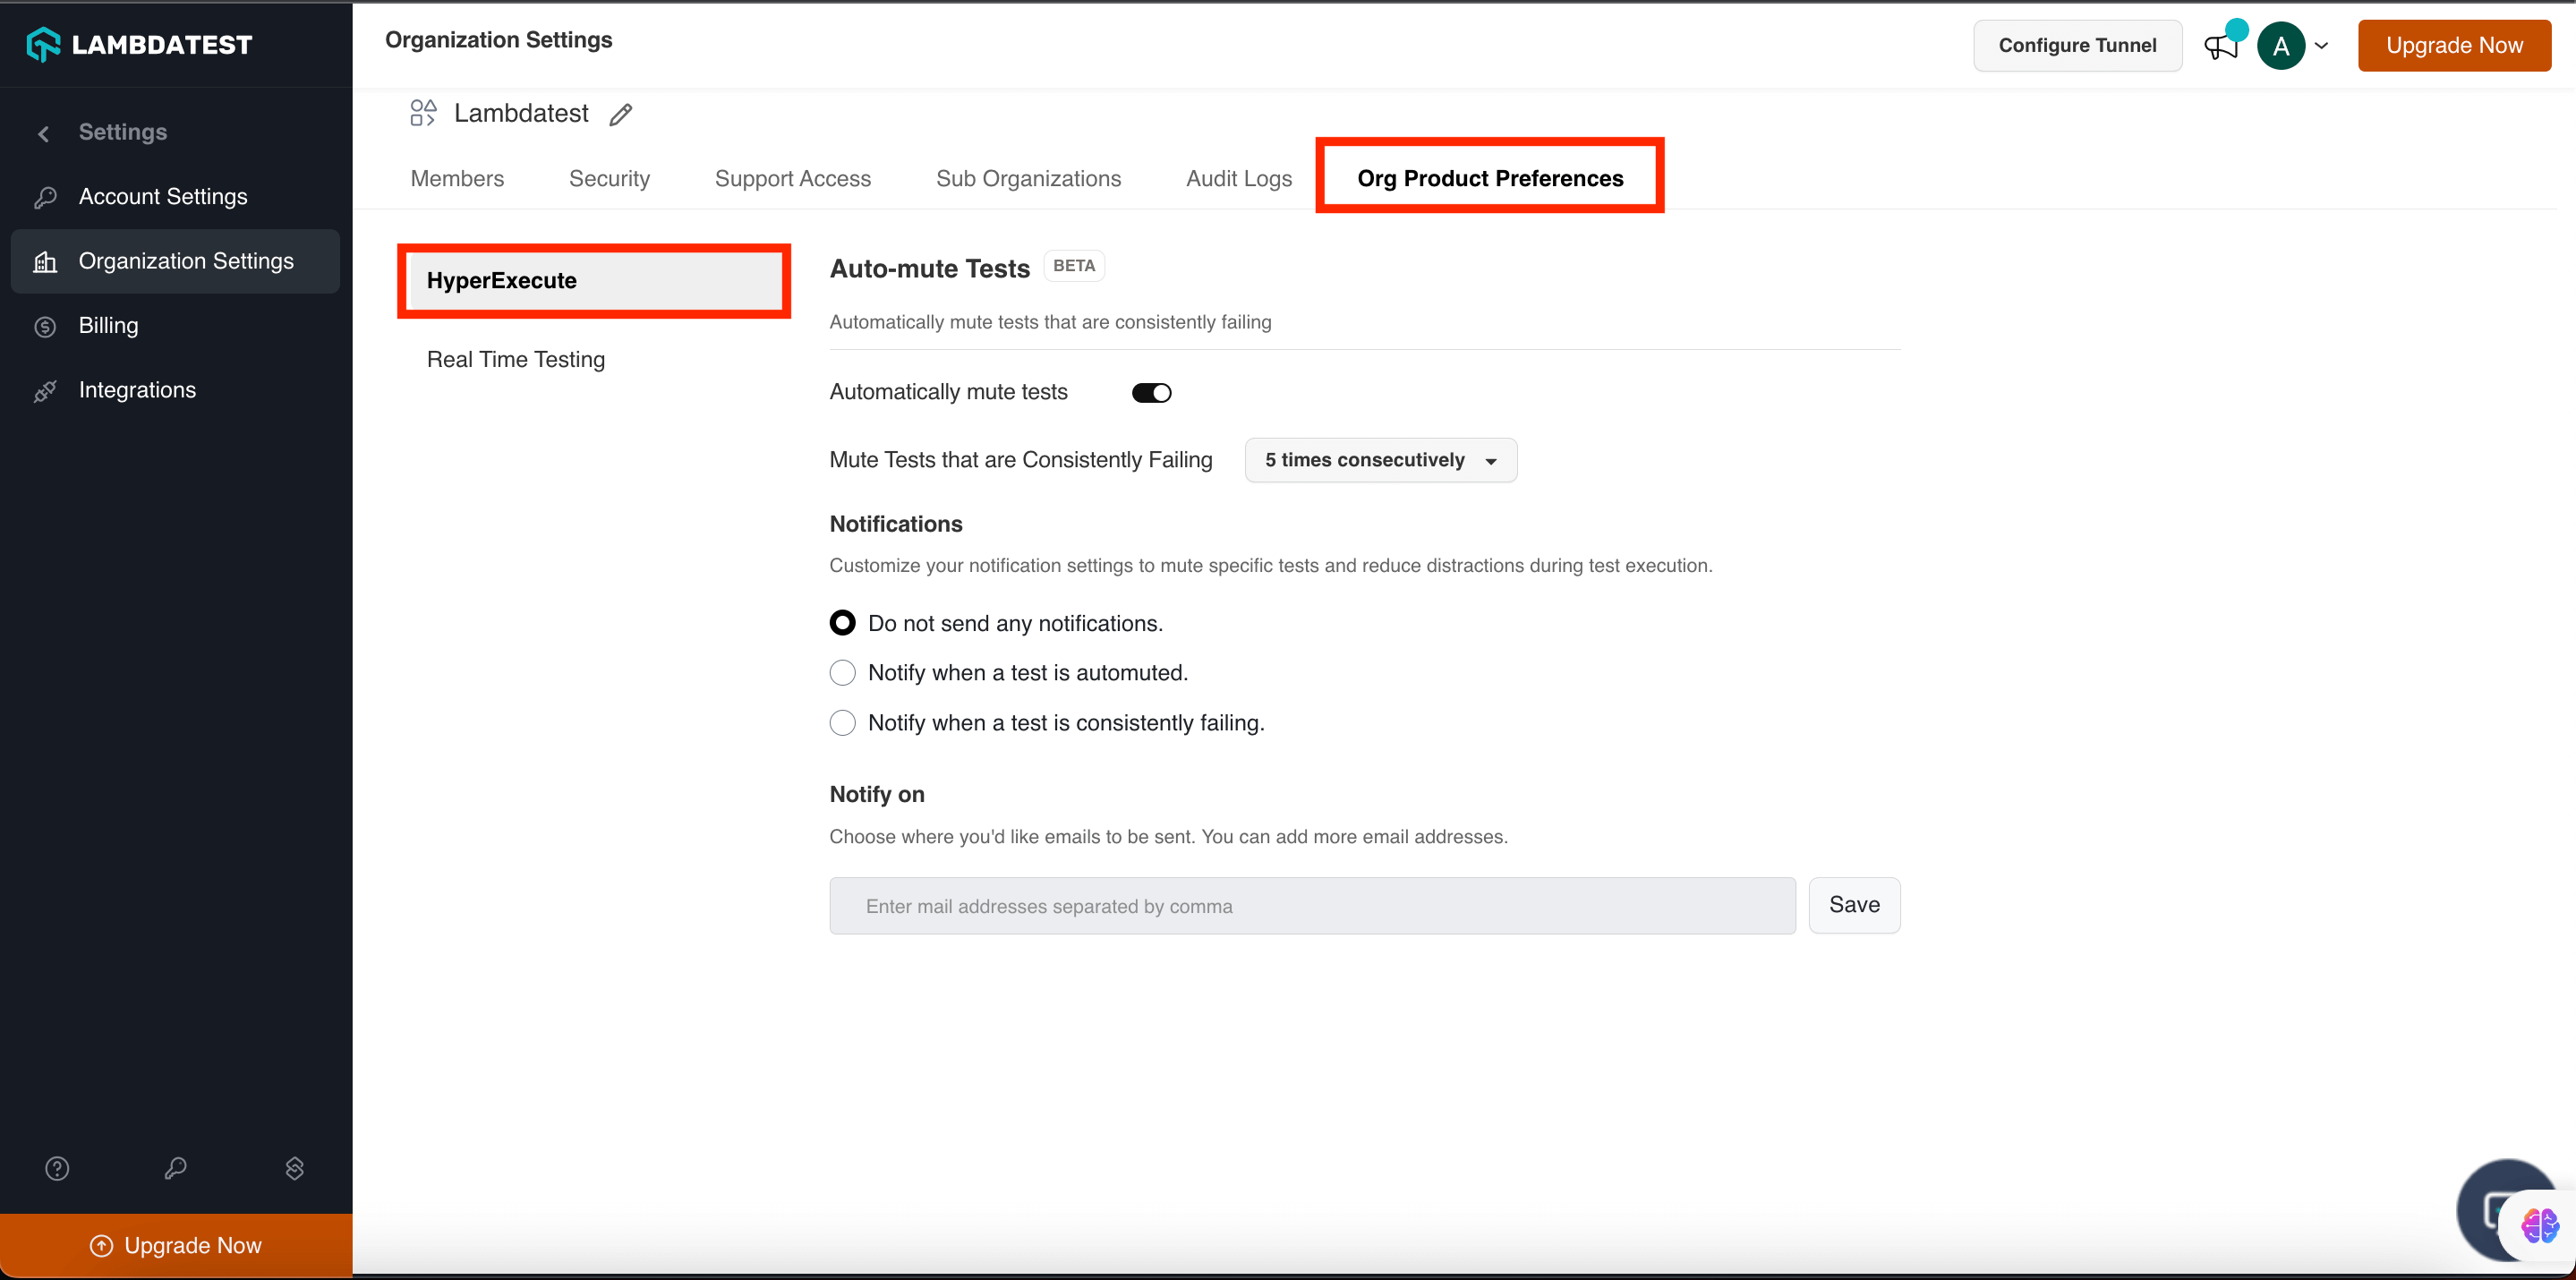 LAMBDATEST
Organization Settings
Configure Tunnel
A
Upgrade Now
Settings
Account Settings
Organization Settings
Billing
Integrations
Upgrade Now
Lambdatest
Members
Security
Support Access
Sub Organizations
Audit Logs
Org Product Preferences
HyperExecute
Real Time Testing
Auto-mute Tests BETA
Automatically mute tests that are consistently failing
Automatically mute tests
Mute Tests that are Consistently Failing 5 times consecutively
Notifications
Customize your notification settings to mute specific tests and reduce distractions during test execution.
Do not send any notifications.
Notify when a test is automuted.
Notify when a test is consistently failing.
Notify on
Choose where you'd like emails to be sent. You can add more email addresses.
Enter mail addresses separated by comma
Save